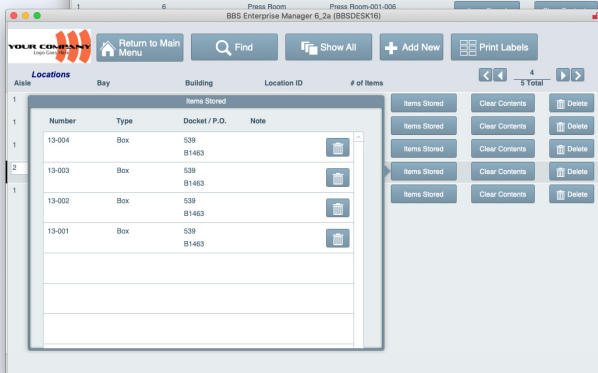 1 6 Press Room Press Room-001-006
BBS Enterprise Manager 6_2a (BBSDESK16)
YOUR COMPANY
Logo Goes Here
Return to Main Menu
Find
Show All
Add New
Print Labels
Locations
4
5 Total
Aisle Bay Building Location ID # of Items
Items Stored
Number Type Docket / P.O. Note
13-004 Box 539
B1463
13-003 Box 539
B1463
13-002 Box 539
B1463
13-001 Box 539
B1463
1 Items Stored Clear Contents Delete
1 Items Stored Clear Contents Delete
1 Items Stored Clear Contents Delete
2 Items Stored Clear Contents Delete
1 Items Stored Clear Contents Delete